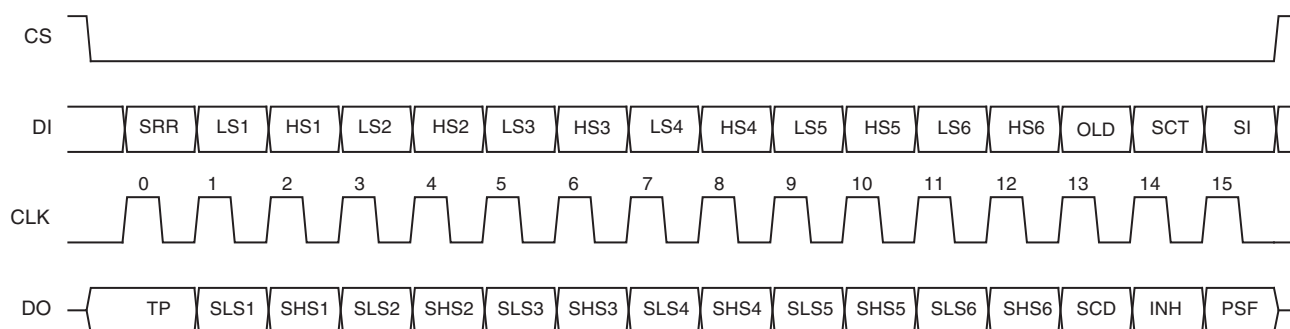 CS
DI SRR LS1 HS1 LS2 HS2 LS3 HS3 LS4 HS4 LS5 HS5 LS6 HS6 OLD SCT SI
0 1 2 3 4 5 6 7 8 9 10 11 12 13 14 15
CLK
DO TP SLS1 SHS1 SLS2 SHS2 SLS3 SHS3 SLS4 SHS4 SLS5 SHS5 SLS6 SHS6 SCD INH PSF